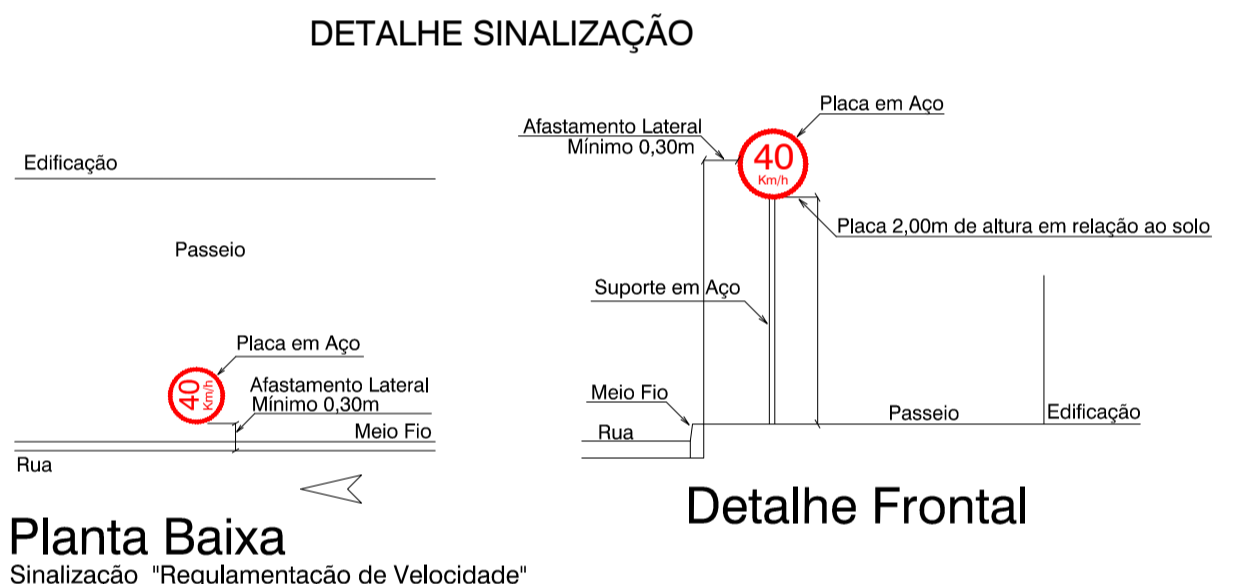 DETALHE SINALIZAÇÃO
Edificação
Passeio
Placa em Aço
40
Km/h
Afastamento Lateral
Mínimo 0,30m
Meio Fio
Rua
Planta Baixa
Sinalização "Regulamentação de Velocidade"
Placa em Aço
Afastamento Lateral
Mínimo 0,30m
40
Km/h
Placa 2,00m de altura em relação ao solo
Suporte em Aço
Meio Fio
Rua
Passeio
Edificação
Detalhe Frontal